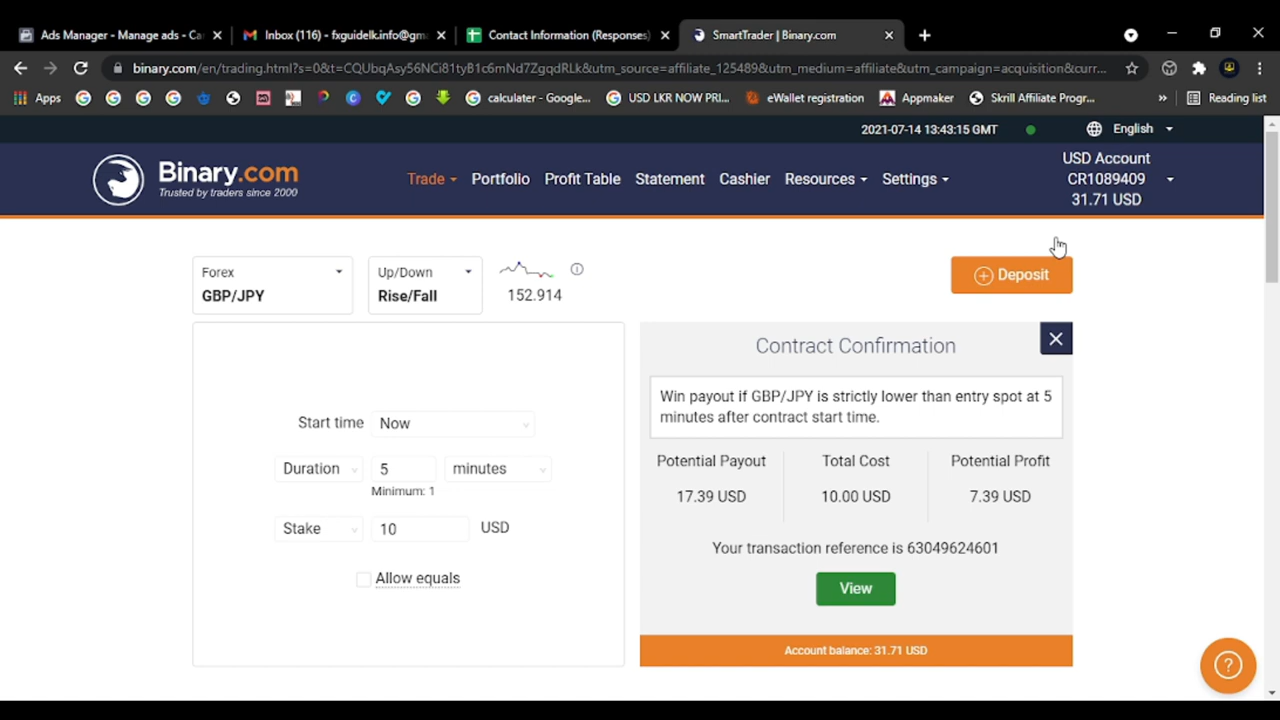 Ads Manager - Manage ads - Ca
Inbox (116) - fxguidelk.info@gm
Contact Information (Responses)
SmartTrader | Binary.com
binary.com/en/trading.html?s=0&t=CQUbqAsy56NCi81tyB1c6mNd7ZgqdRLk&utm_source=affiliate_125489&utm_medium=affiliate&utm_campaign=acquisition&curr...
Apps
calculater - Google...
USD LKR NOW PRI...
eWallet registration
Appmaker
Skrill Affiliate Progr...
Reading list
2021-07-14 13:43:15 GMT
English
Binary.com
Trusted by traders since 2000
Trade
Portfolio
Profit Table
Statement
Cashier
Resources
Settings
USD Account
CR1089409
31.71 USD
Forex
GBP/JPY
Up/Down
Rise/Fall
152.914
Deposit
Start time Now
Duration 5 minutes
Minimum: 1
Stake 10 USD
Allow equals
Contract Confirmation
Win payout if GBP/JPY is strictly lower than entry spot at 5
minutes after contract start time.
Potential Payout Total Cost Potential Profit
17.39 USD 10.00 USD 7.39 USD
Your transaction reference is 63049624601
View
Account balance: 31.71 USD